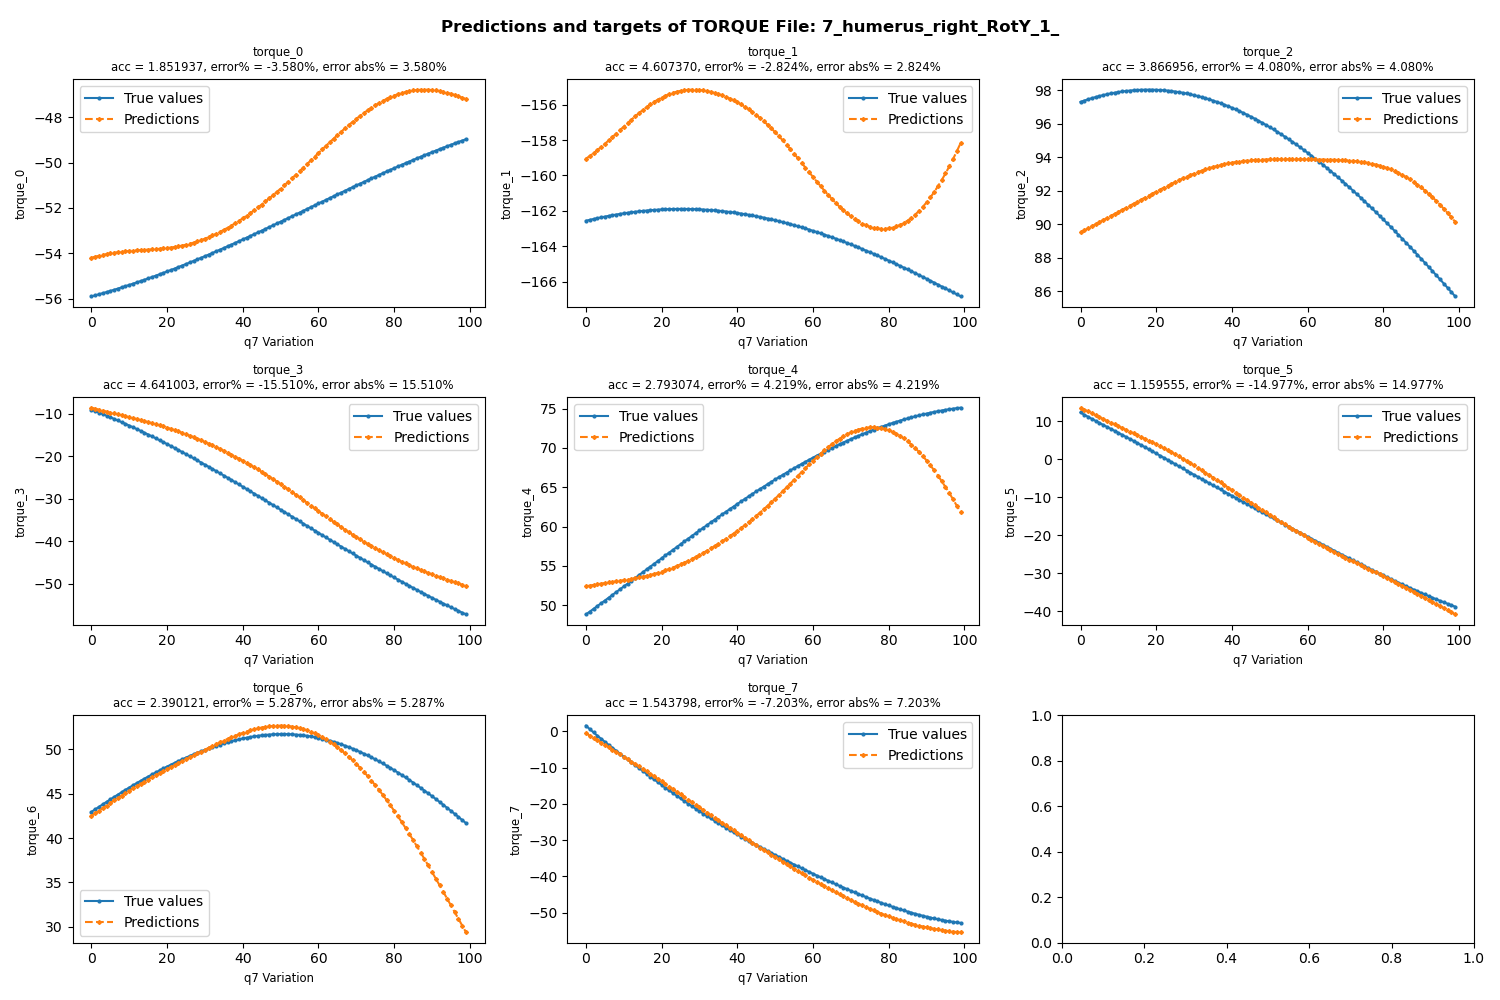 Predictions and targets of TORQUE File: 7_humerus_right_RotY_1_
torque_0
acc = 1.851937, error% = -3.580%, error abs% = 3.580%
True values
Predictions
−48
−50
−52
−54
−56
torque_0
0 20 40 60 80 100
q7 Variation
torque_1
acc = 4.607370, error% = -2.824%, error abs% = 2.824%
True values
Predictions
−156
−158
−160
−162
−164
−166
torque_1
0 20 40 60 80 100
q7 Variation
torque_2
acc = 3.866956, error% = 4.080%, error abs% = 4.080%
True values
Predictions
98
96
94
92
90
88
86
torque_2
0 20 40 60 80 100
q7 Variation
torque_3
acc = 4.641003, error% = -15.510%, error abs% = 15.510%
True values
Predictions
−10
−20
−30
−40
−50
torque_3
0 20 40 60 80 100
q7 Variation
torque_4
acc = 2.793074, error% = 4.219%, error abs% = 4.219%
True values
Predictions
75
70
65
60
55
50
torque_4
0 20 40 60 80 100
q7 Variation
torque_5
acc = 1.159555, error% = -14.977%, error abs% = 14.977%
True values
Predictions
10
0
−10
−20
−30
−40
torque_5
0 20 40 60 80 100
q7 Variation
torque_6
acc = 2.390121, error% = 5.287%, error abs% = 5.287%
True values
Predictions
50
45
40
35
30
torque_6
0 20 40 60 80 100
q7 Variation
torque_7
acc = 1.543798, error% = -7.203%, error abs% = 7.203%
True values
Predictions
0
−10
−20
−30
−40
−50
torque_7
0 20 40 60 80 100
q7 Variation
1.0
0.8
0.6
0.4
0.2
0.0
0.0 0.2 0.4 0.6 0.8 1.0